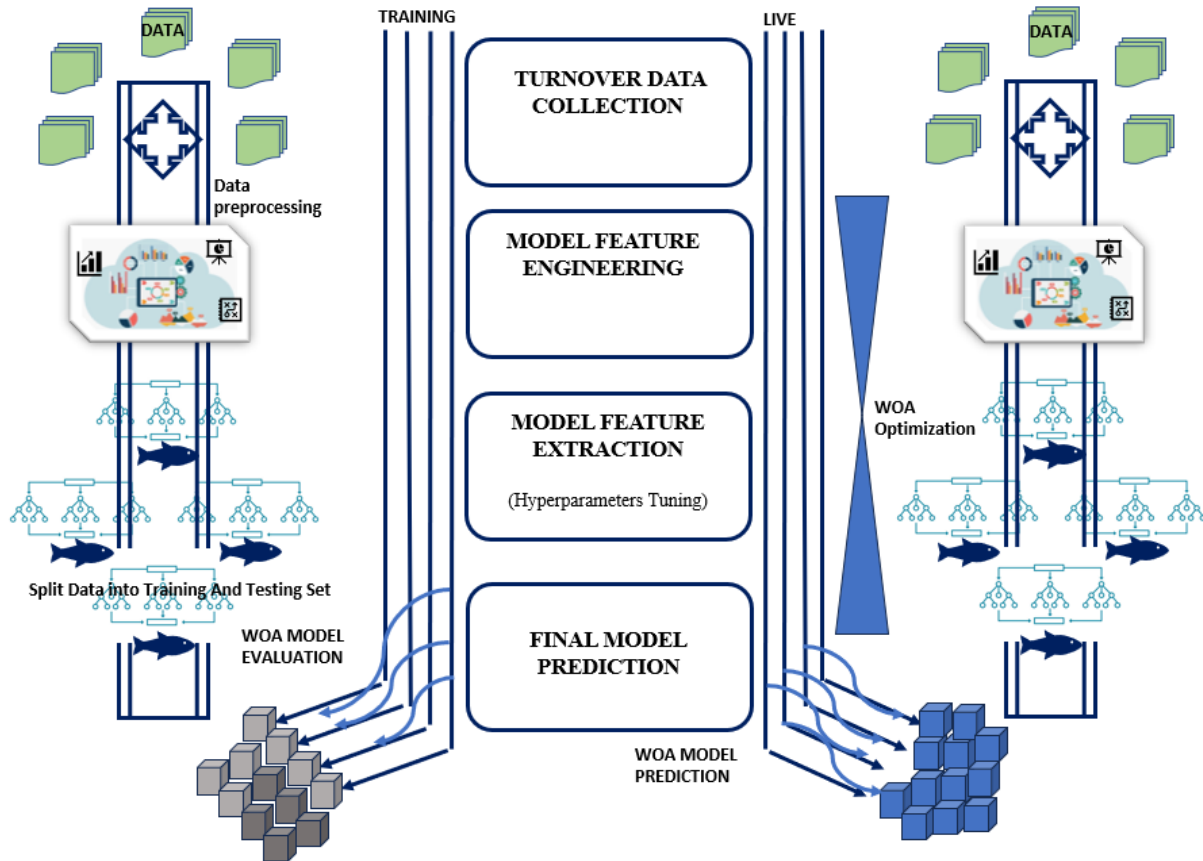 TRAINING
LIVE
DATA
DATA
TURNOVER DATA
COLLECTION
Data
preprocessing
MODEL FEATURE
ENGINEERING
MODEL FEATURE
EXTRACTION
(Hyperparameters Tuning)
WOA
Optimization
Split Data into Training And Testing Set
WOA MODEL
EVALUATION
FINAL MODEL
PREDICTION
WOA MODEL
PREDICTION